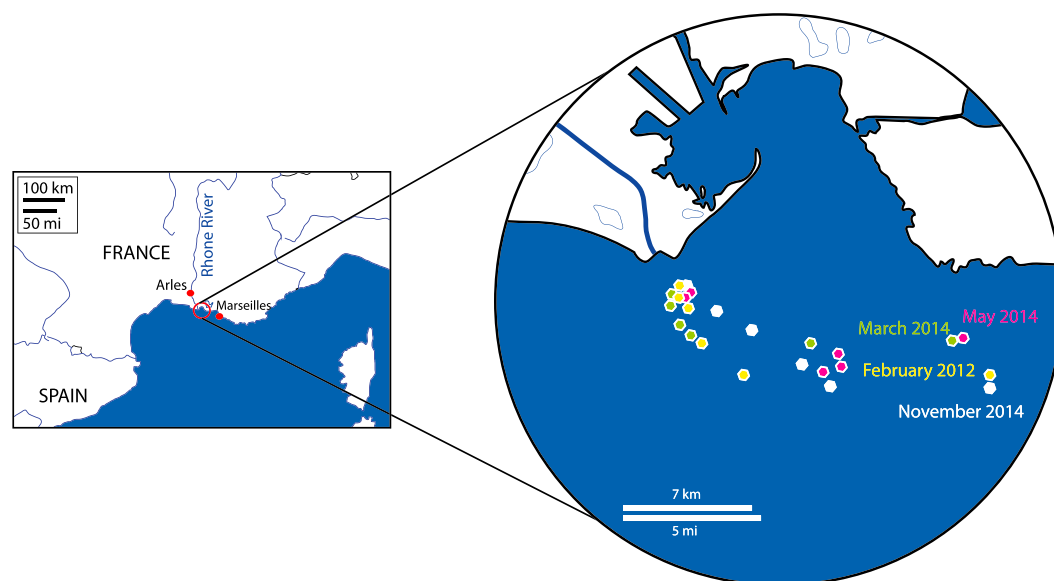 100 km
50 mi
FRANCE
Rhone River
Arles
Marseilles
SPAIN
May 2014
March 2014
February 2012
November 2014
7 km
5 mi